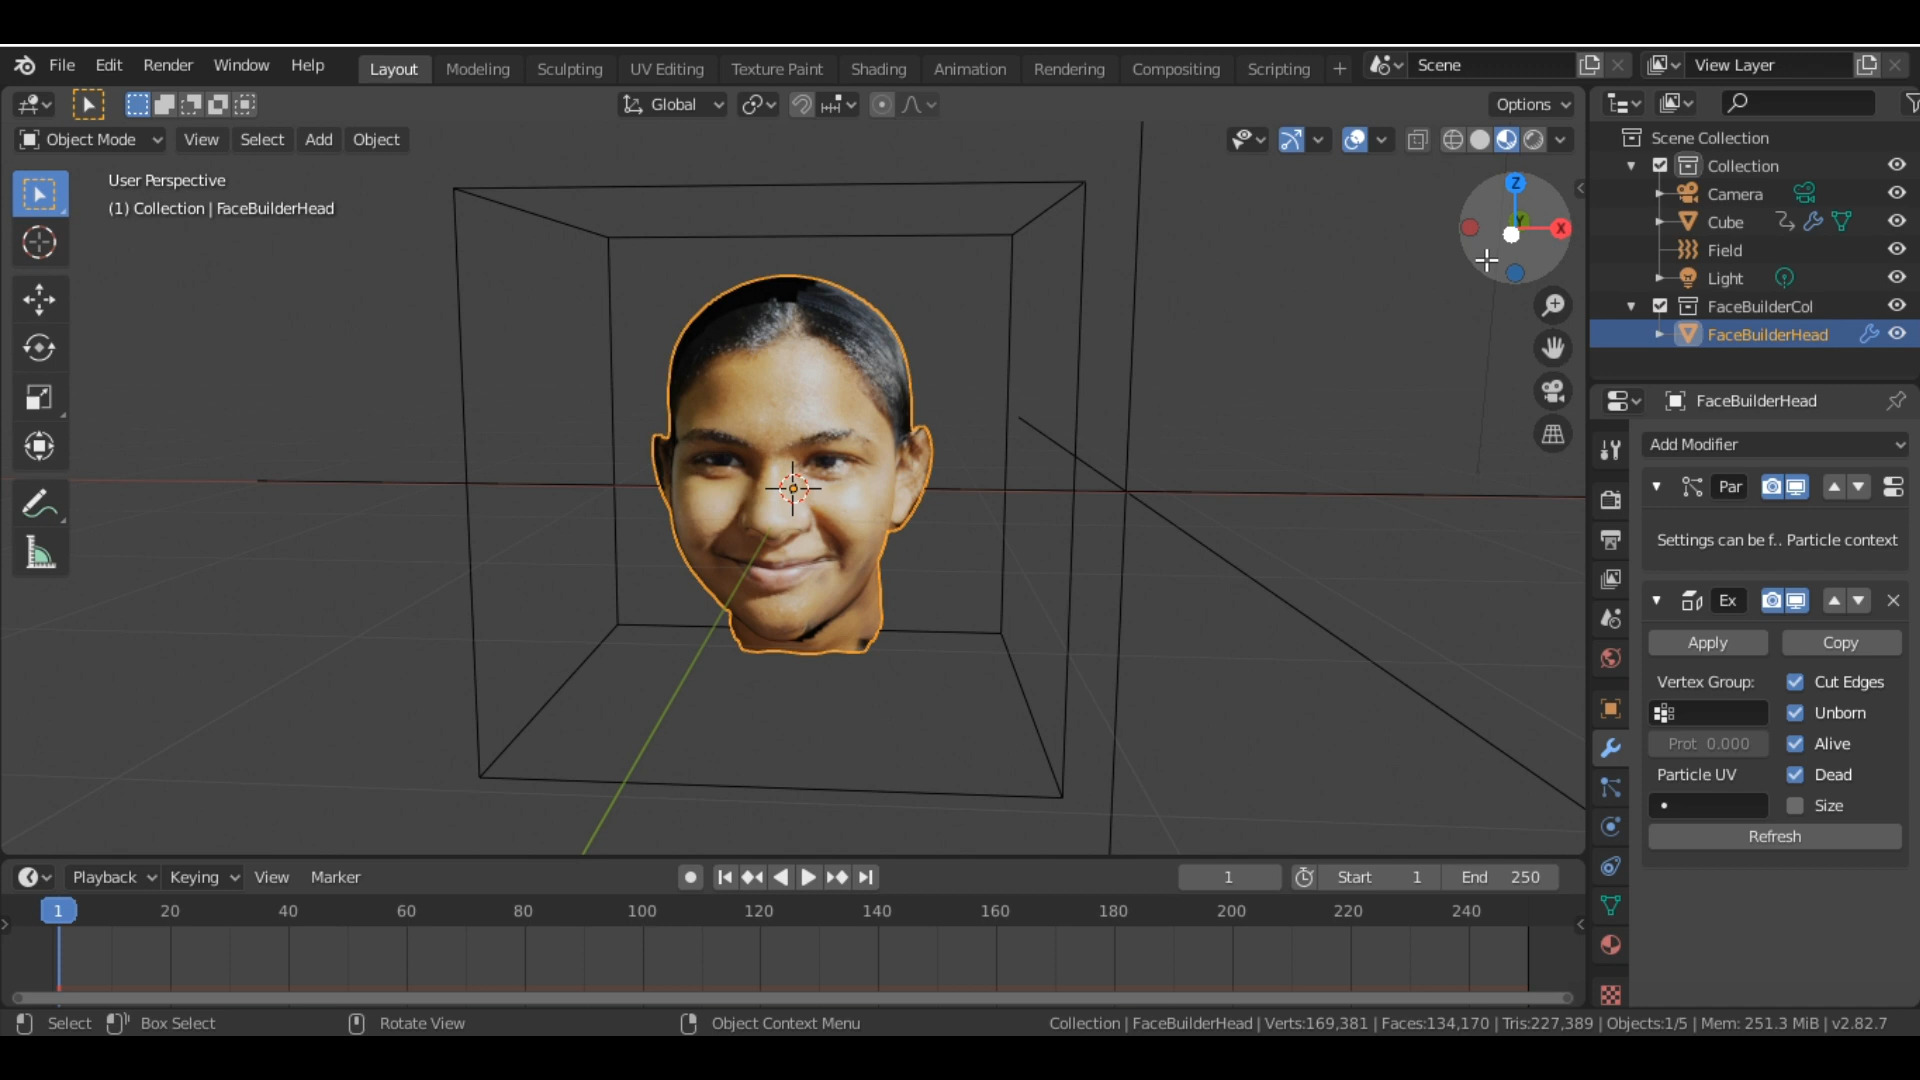 File Edit Render Window Help Layout Modeling Sculpting UV Editing Texture Paint Shading Animation Rendering Compositing Scripting + Scene View Layer
Global Options
Object Mode View Select Add Object
User Perspective
(1) Collection | FaceBuilderHead
Z
Y
X
Scene Collection
Collection
Camera
Cube
Field
Light
FaceBuilderCol
FaceBuilderHead
FaceBuilderHead
Add Modifier
Par
Settings can be f.. Particle context
Ex
Apply Copy
Vertex Group: Cut Edges
Unborn
Prot 0.000 Alive
Particle UV Dead
Size
Refresh
Playback Keying View Marker 1 Start 1 End 250
1 20 40 60 80 100 120 140 160 180 200 220 240
Select Box Select Rotate View Object Context Menu Collection | FaceBuilderHead | Verts:169,381 | Faces:134,170 | Tris:227,389 | Objects:1/5 | Mem: 251.3 MiB | v2.82.7